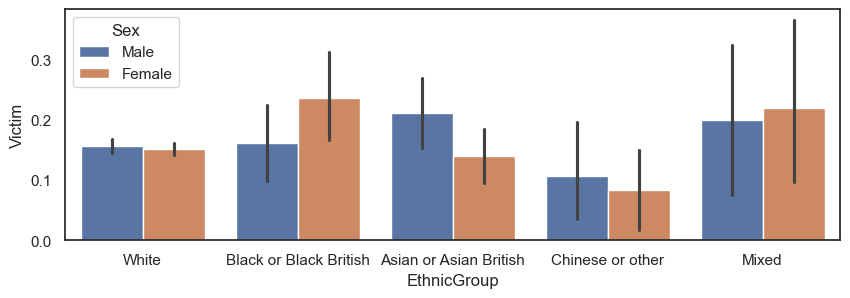 Sex
Male
Female
Victim
0.3
0.2
0.1
0.0
White
Black or Black British
Asian or Asian British
Chinese or other
Mixed
EthnicGroup